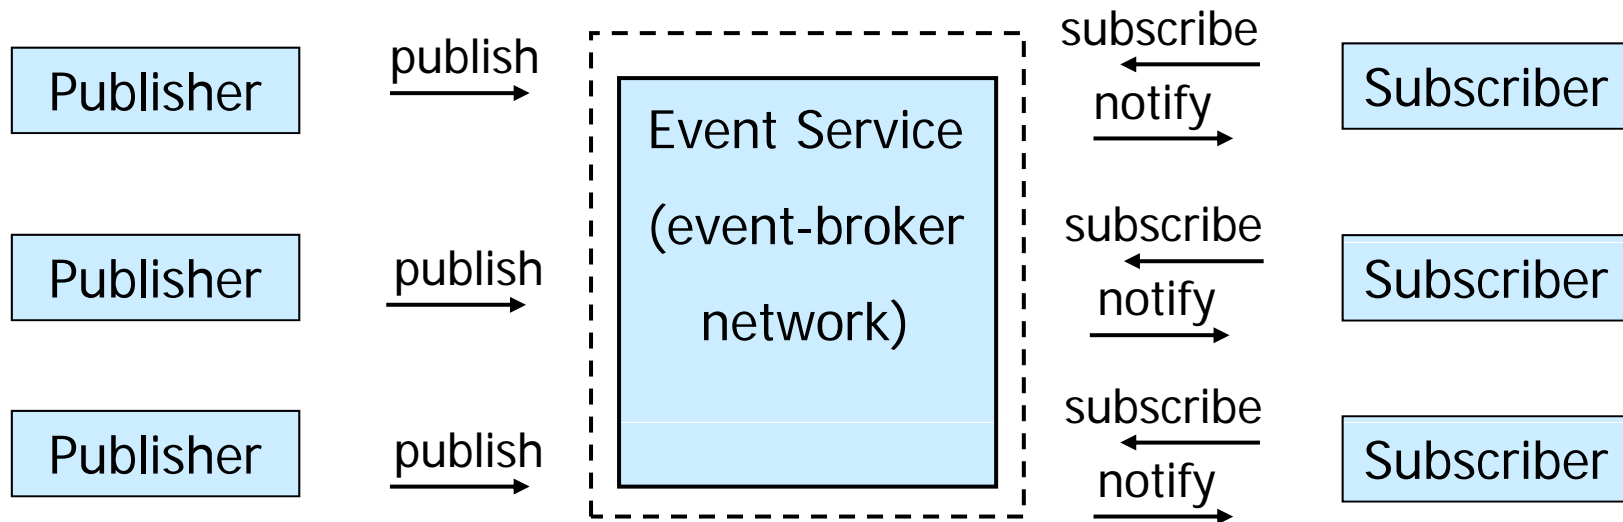 Publisher
publish
Publisher
publish
Publisher
publish
Event Service
(event-broker
network)
subscribe
notify
Subscriber
subscribe
notify
Subscriber
subscribe
notify
Subscriber